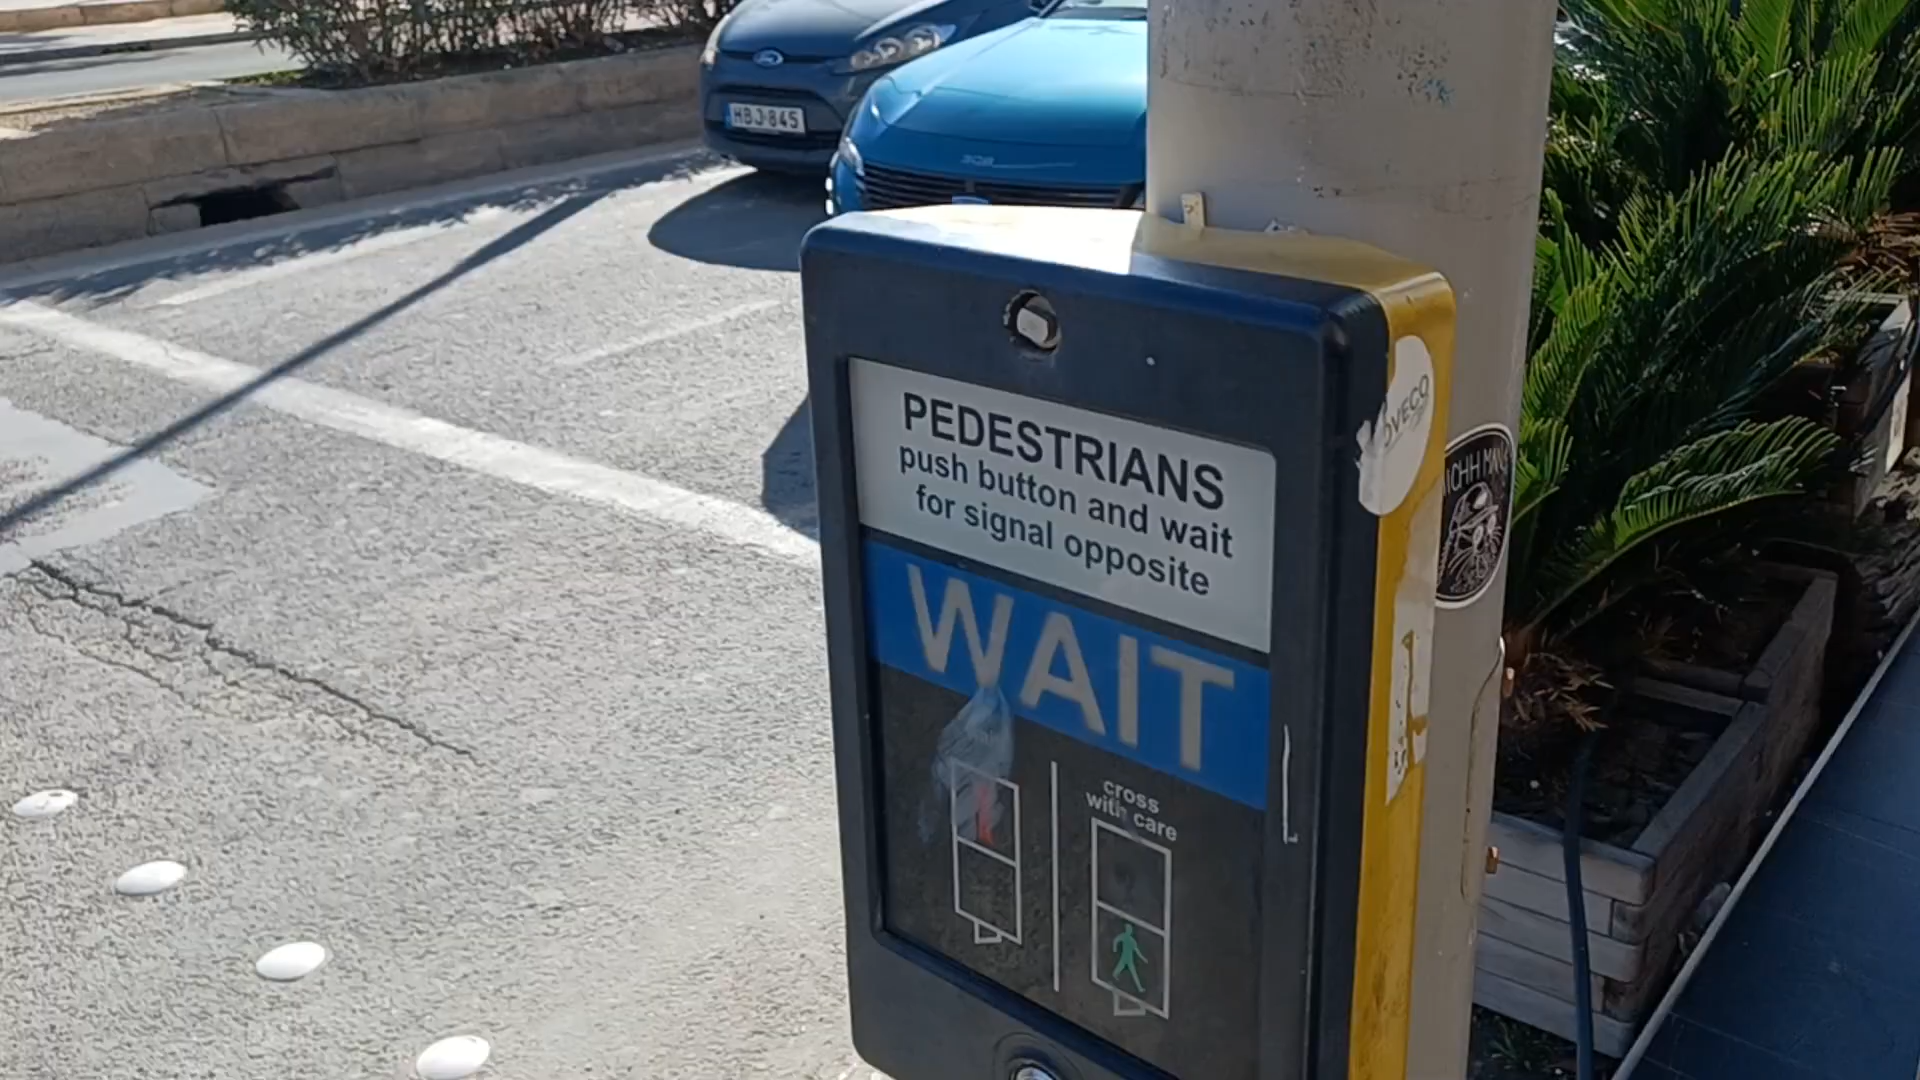 HBJ 845
PEDESTRIANS
push button and wait
for signal opposite
WAIT
cross
with care